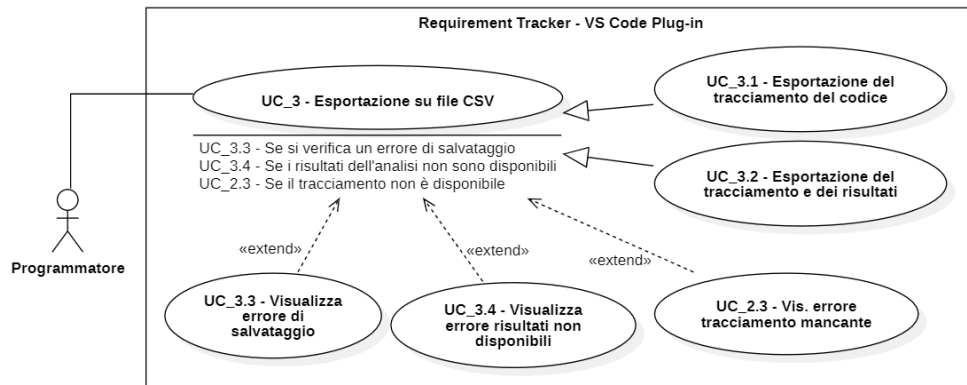 Requirement Tracker - VS Code Plug-in
UC_3 - Esportazione su file CSV
UC_3.1 - Esportazione del
tracciamento del codice
UC_3.3 - Se si verifica un errore di salvataggio
UC_3.4 - Se i risultati dell'analisi non sono disponibili
UC_2.3 - Se il tracciamento non è disponibile
UC_3.2 - Esportazione del
tracciamento e dei risultati
Programmatore
«extend»
«extend»
«extend»
UC_3.3 - Visualizza
errore di
salvataggio
UC_3.4 - Visualizza
errore risultati non
disponibili
UC_2.3 - Vis. errore
tracciamento mancante